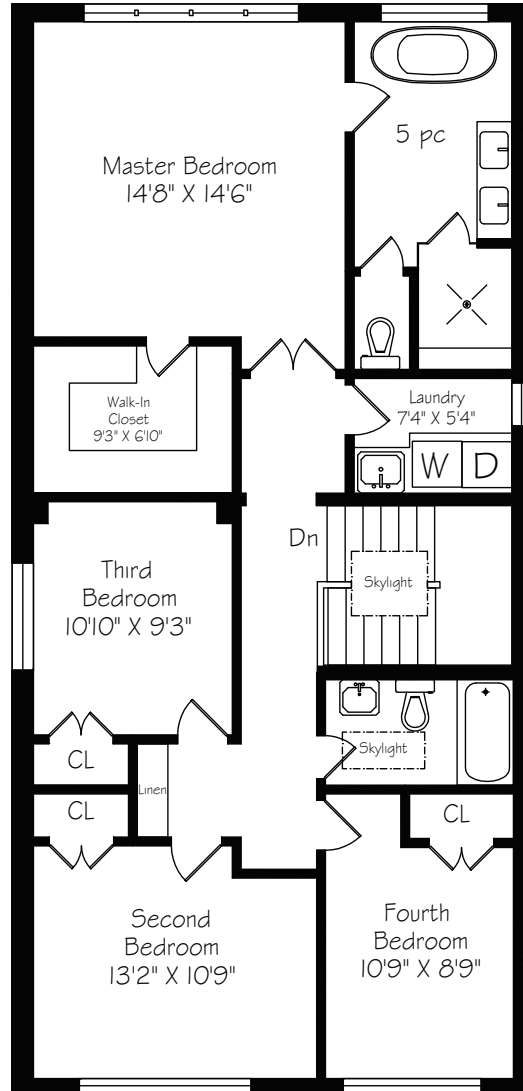 Master Bedroom
14'8" X 14'6"
5 pc
Walk-In
Closet
9'3" X 6'10"
Laundry
7'4" X 5'4"
W
D
Dn
Skylight
Third
Bedroom
10'10" X 9'3"
CL
Skylight
Linen
CL
CL
Second
Bedroom
13'2" X 10'9"
Fourth
Bedroom
10'9" X 8'9"